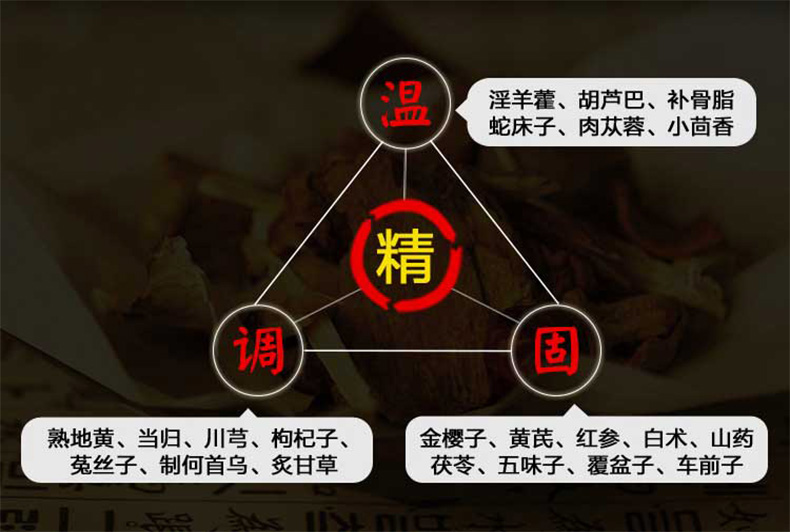 温
淫羊藿、胡芦巴、补骨脂
蛇床子、肉苁蓉、小茴香
精
调
固
熟地黄、当归、川芎、枸杞子、
菟丝子、制何首乌、炙甘草
金樱子、黄芪、红参、白术、山药
茯苓、五味子、覆盆子、车前子